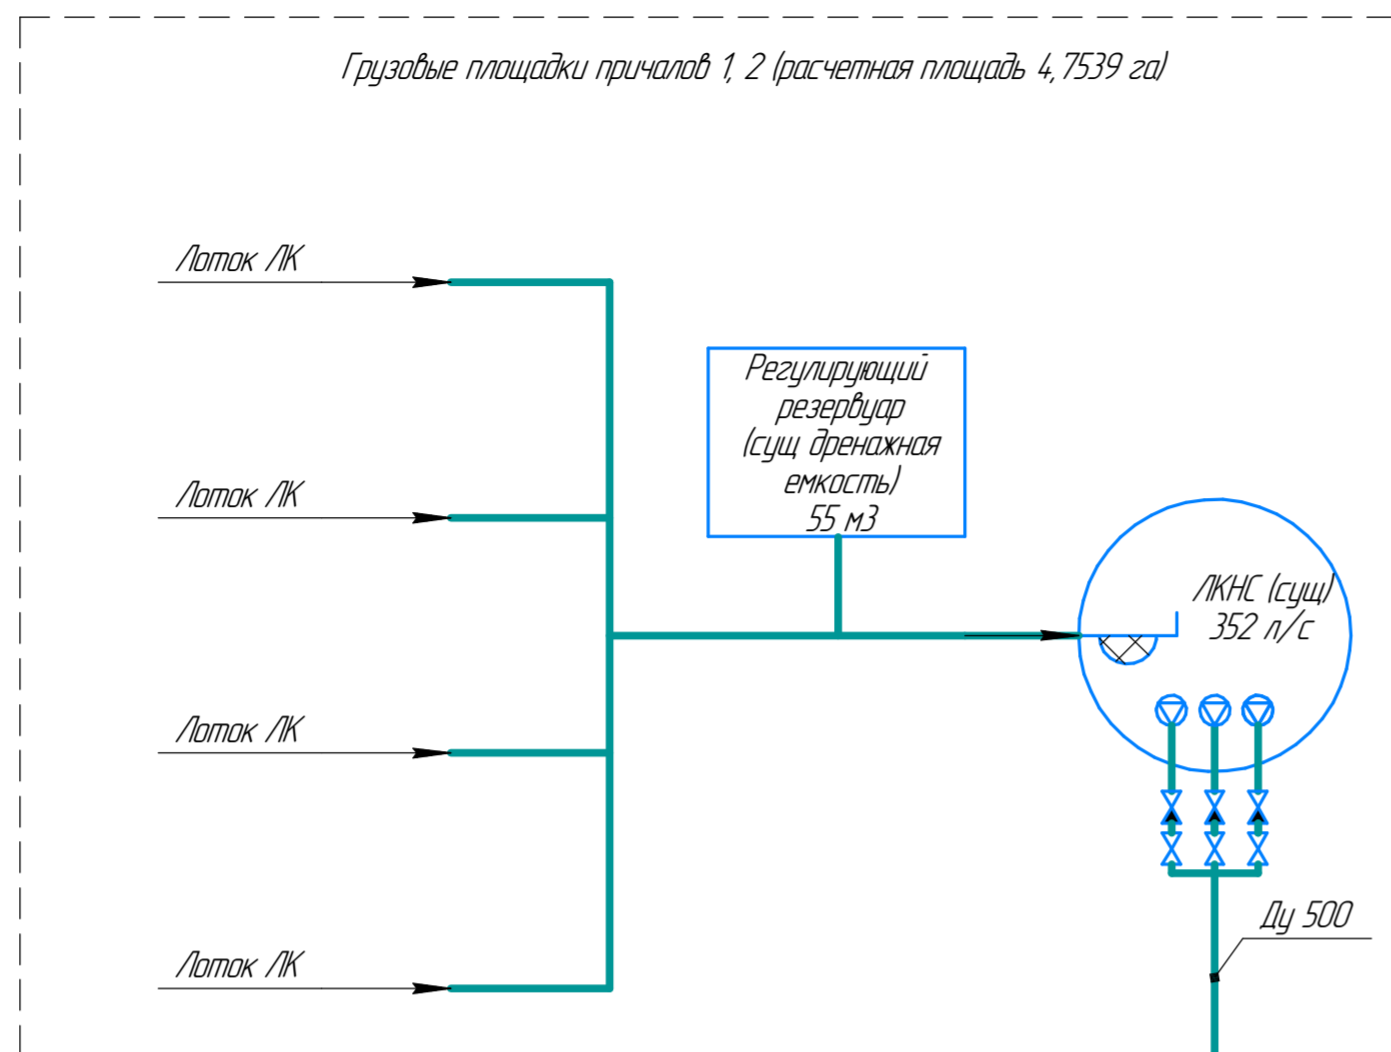 Грузовые площадки причалов 1, 2 (расчетная площадь 4,7539 га)
Лоток ЛК
Регулирующий
резервуар
(сущ дренажная
емкость)
55 м3
Лоток ЛК
ЛКНС (сущ)
352 л/с
Лоток ЛК
Ду 500
Лоток ЛК